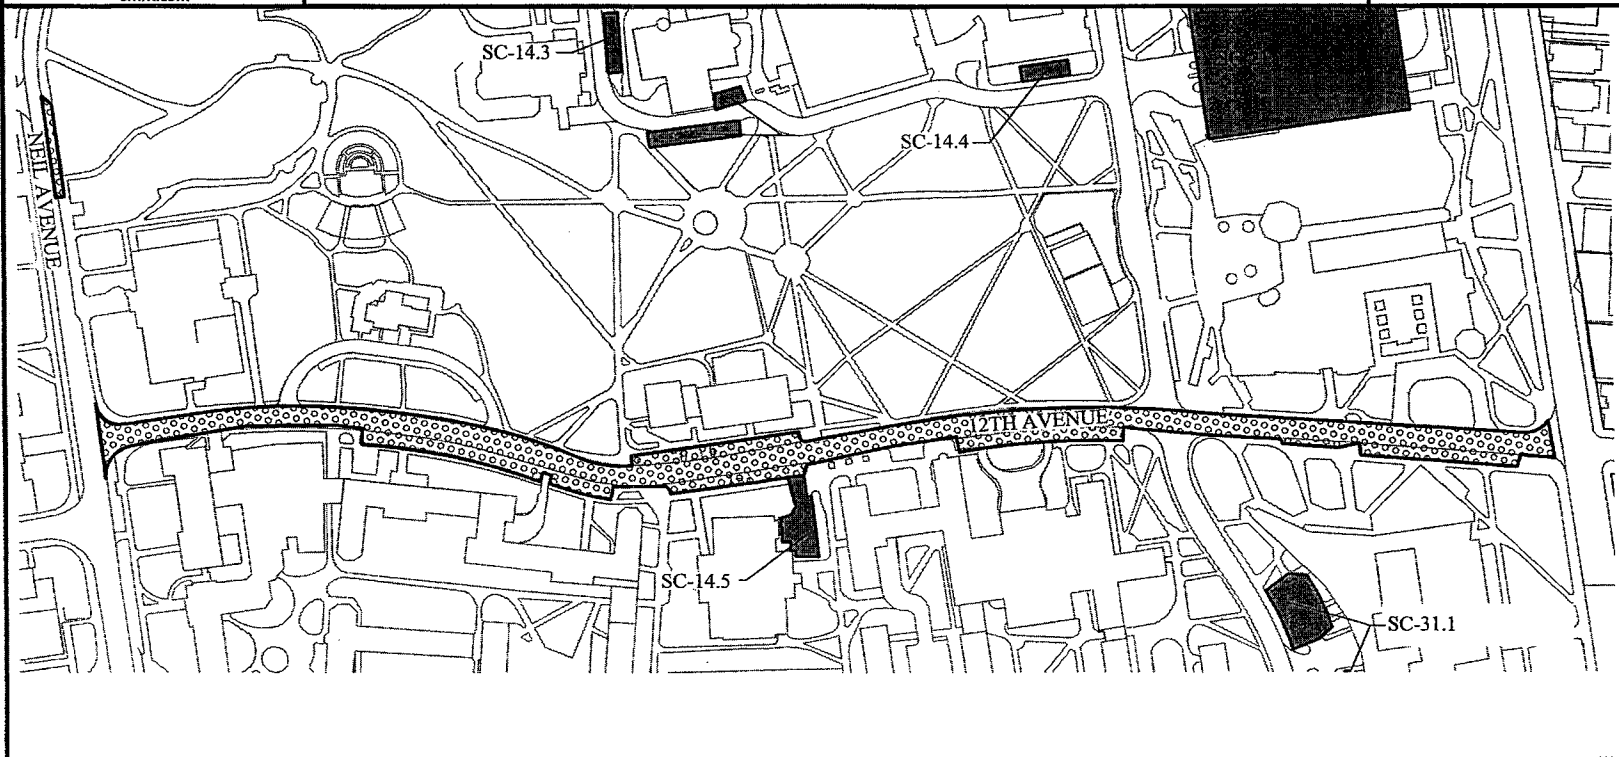 SC-14.3
SC-14.4
NEIL AVENUE
12TH AVENUE
SC-14.5
SC-31.1